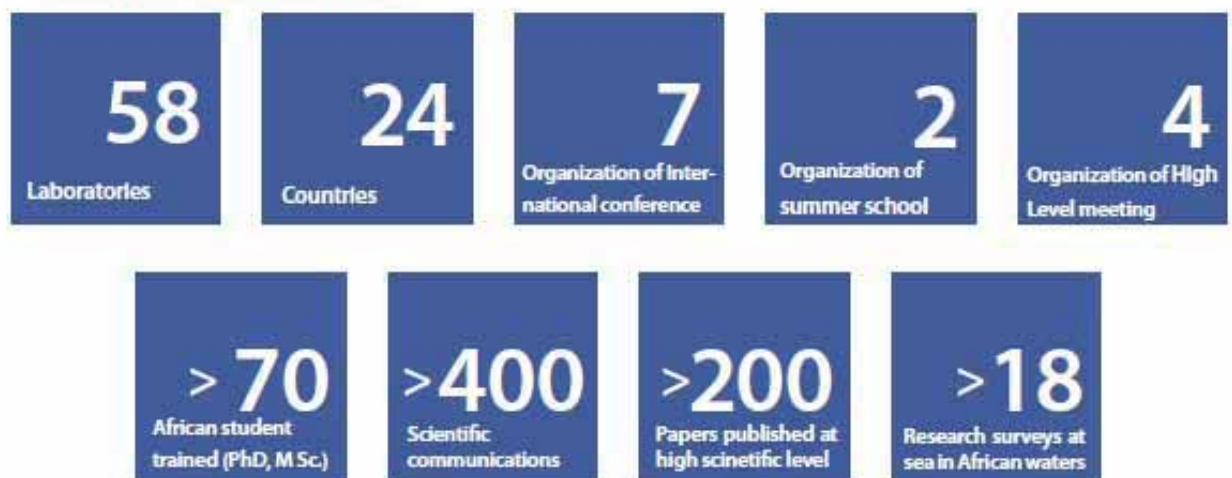 58
Laboratories
24
Countries
7
Organization of Inter-
national conference
2
Organization of
summer school
4
Organization of High
Level meeting
> 70
African student
trained (PhD, M Sc.)
>400
Scientific
communications
>200
Papers published at
high scinetific level
>18
Research surveys at
sea in African waters